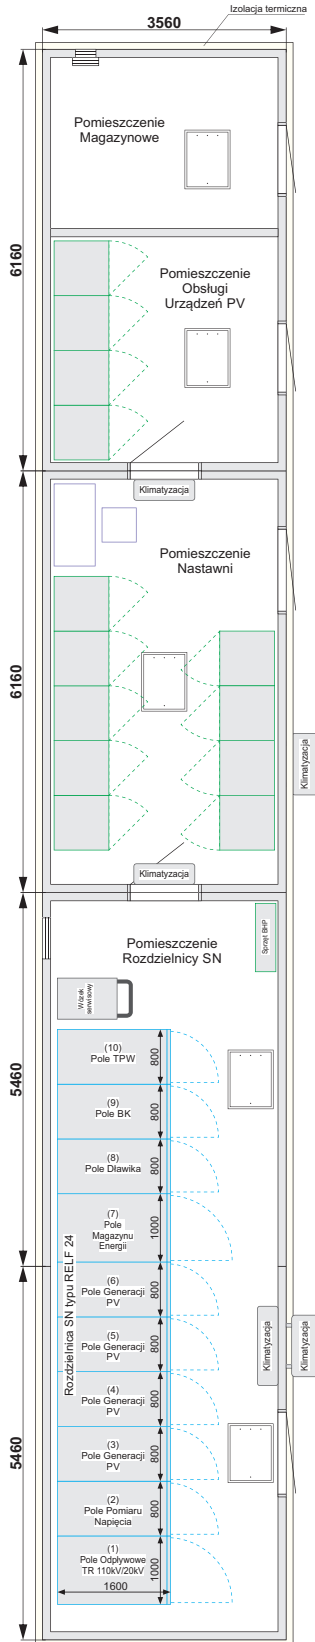 Izolacja termiczna
3560
Pomieszczenie
Magazynowe
6160
Pomieszczenie
Obsługi
Urządzeń PV
Klimatyzacja
Pomieszczenie
Nastawni
6160
Klimatyzacja
Klimatyzacja
Pomieszczenie
Rozdzielnicy SN
Sprzęt BHP
Wózek
serwisowy
5460
Rozdzielnica SN typu RELF 24
(10)
Pole TPW
800
(9)
Pole BK
800
(8)
Pole Dławika
800
(7)
Pole
Magazynu
Energii
1000
(6)
Pole Generacji
PV
800
(5)
Pole Generacji
PV
800
Klimatyzacja
Klimatyzacja
(4)
Pole Generacji
PV
800
5460
(3)
Pole Generacji
PV
800
(2)
Pole Pomiaru
Napięcia
800
(1)
Pole Odpływowe
TR 110kV/20kV
1000
1600